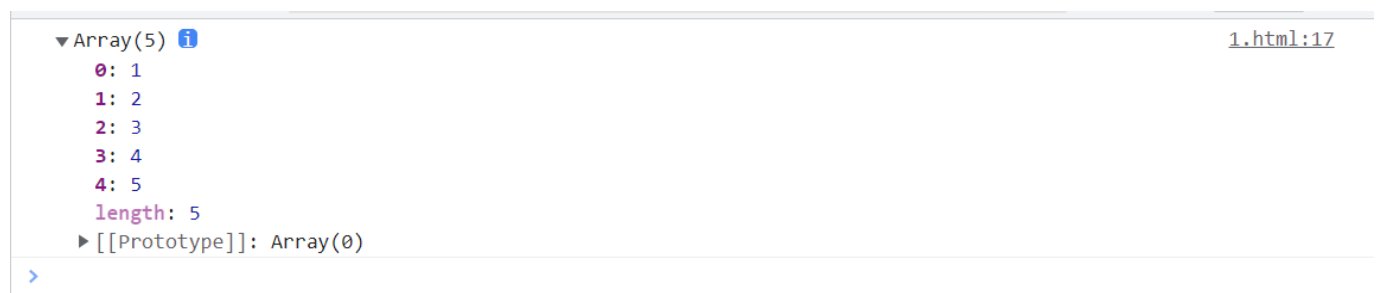 ▼Array(5) i 1.html:17
0: 1
1: 2
2: 3
3: 4
4: 5
length: 5
▶[[Prototype]]: Array(0)
>